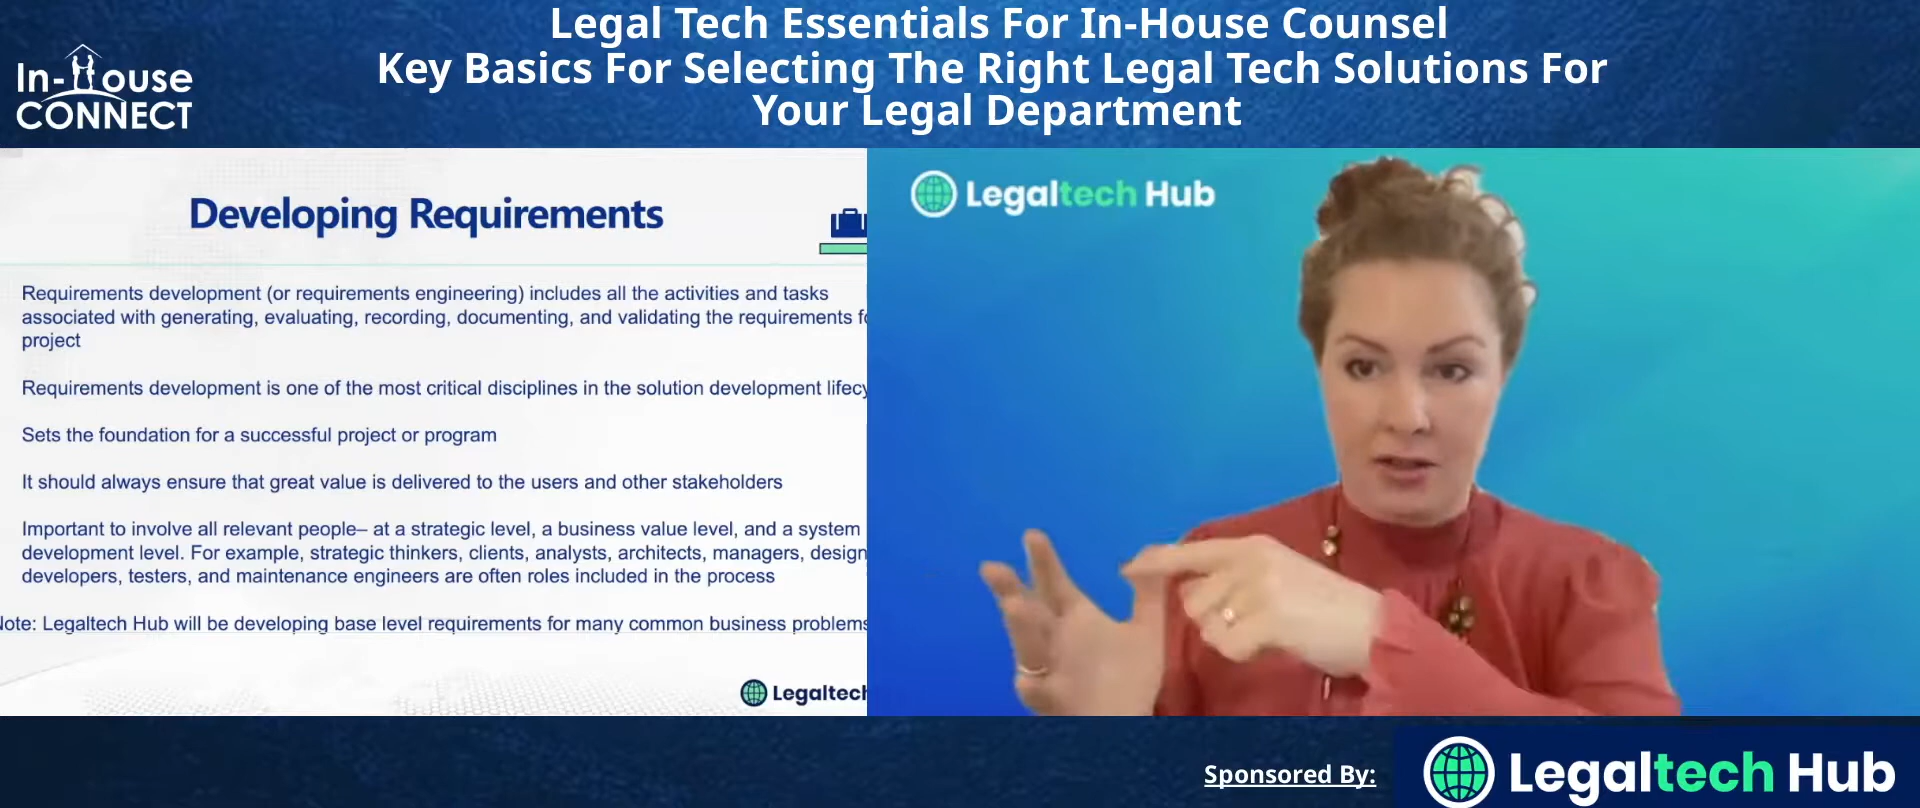 Legal Tech Essentials For In-House Counsel
Key Basics For Selecting The Right Legal Tech Solutions For
Your Legal Department
In-House
CONNECT
Developing Requirements
Requirements development (or requirements engineering) includes all the activities and tasks
associated with generating, evaluating, recording, documenting, and validating the requirements
project
Requirements development is one of the most critical disciplines in the solution development
Sets the foundation for a successful project or program
It should always ensure that great value is delivered to the users and other stakeholders
Important to involve all relevant people– at a strategic level, a business value level, and a system
development level. For example, strategic thinkers, clients, analysts, architects, managers, design
developers, testers, and maintenance engineers are often roles included in the process
Note: Legaltech Hub will be developing base level requirements for many common business problems
Legaltech
Legaltech Hub
Sponsored By:
Legaltech Hub